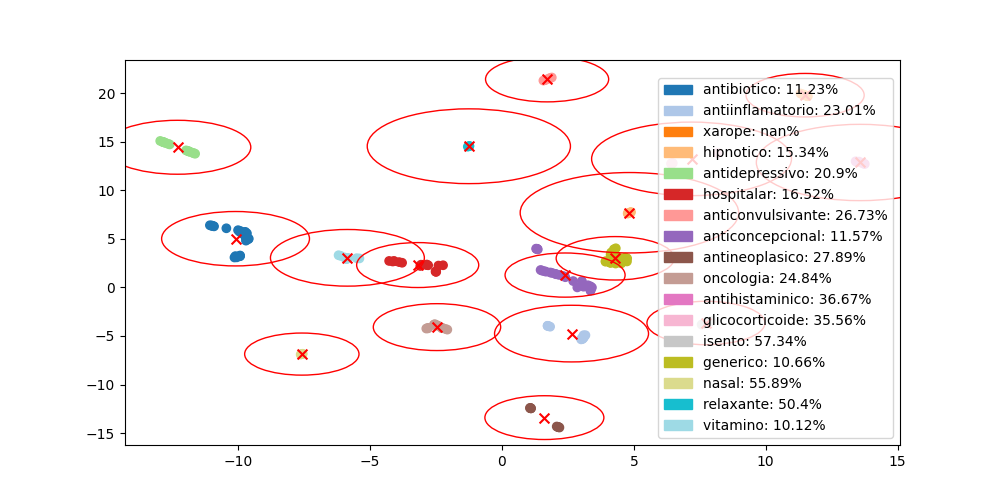 20
15
10
5
0
−5
−10
−15
−10
−5
0
5
10
15
antibiotico: 11.23%
antiinflamatorio: 23.01%
xarope: nan%
hipnotico: 15.34%
antidepressivo: 20.9%
hospitalar: 16.52%
anticonvulsivante: 26.73%
anticoncepcional: 11.57%
antineoplasico: 27.89%
oncologia: 24.84%
antihistaminico: 36.67%
glicocorticoide: 35.56%
isento: 57.34%
generico: 10.66%
nasal: 55.89%
relaxante: 50.4%
vitamino: 10.12%